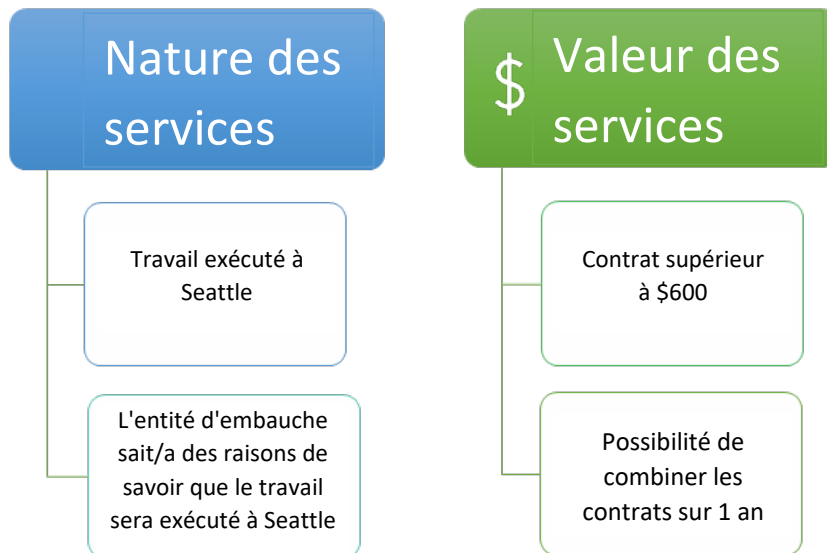 Nature des
services
Travail exécuté à
Seattle
L'entité d'embauche
sait/a des raisons de
savoir que le travail
sera exécuté à Seattle
$
Valeur des
services
Contrat supérieur
à $600
Possibilité de
combiner les
contrats sur 1 an